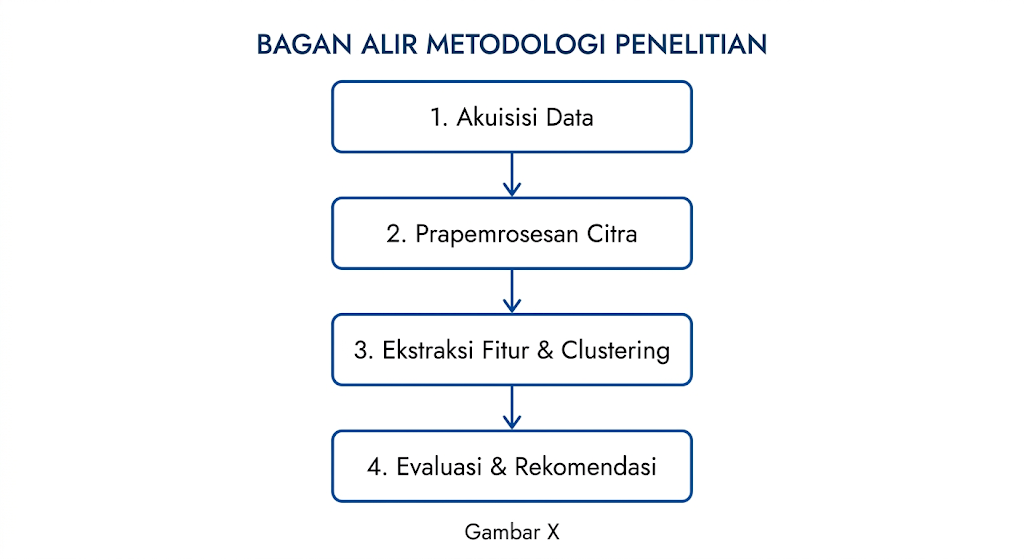 BAGAN ALIR METODOLOGI PENELITIAN
1. Akuisisi Data
2. Prapemrosesan Citra
3. Ekstraksi Fitur & Clustering
4. Evaluasi & Rekomendasi
Gambar X